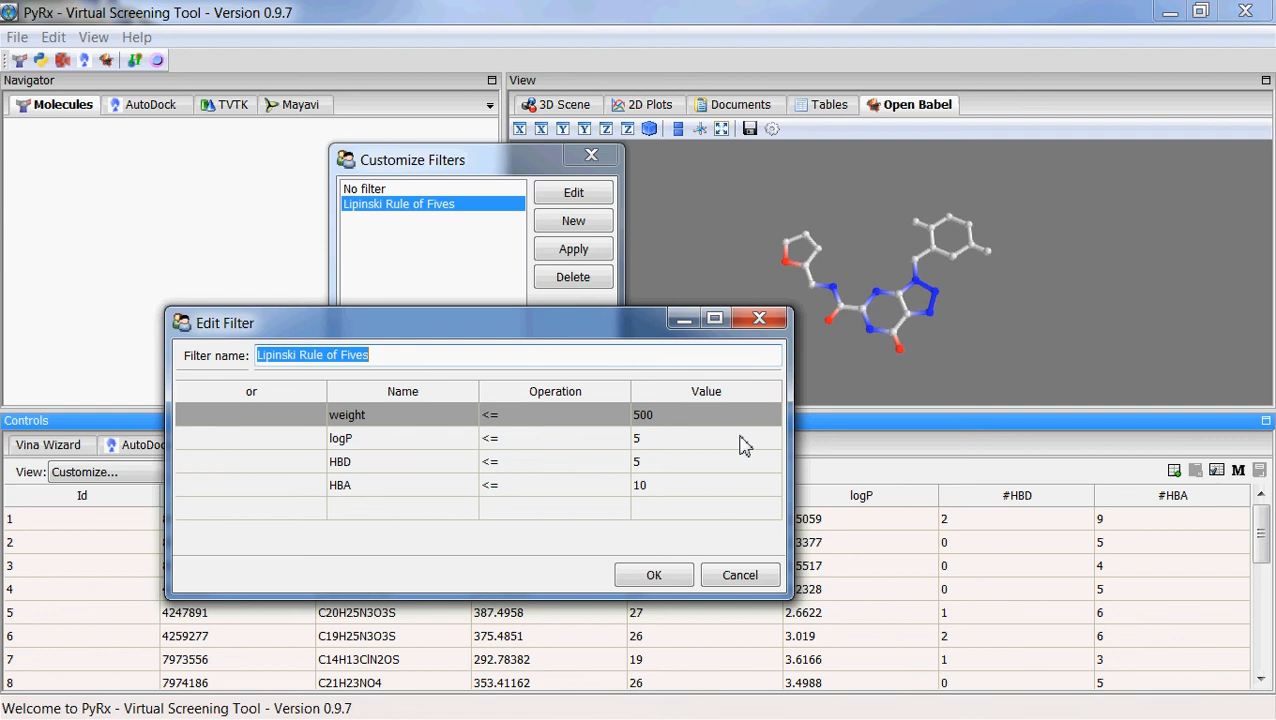 PyRx - Virtual Screening Tool - Version 0.9.7
File Edit View Help
Navigator
View
Molecules AutoDock TVTK Mayavi
3D Scene 2D Plots Documents Tables Open Babel
X X Y Y Z Z
Customize Filters
No filter
Lipinski Rule of Fives
Edit
New
Apply
Delete
Edit Filter
Filter name: Lipinski Rule of Fives
or Name Operation Value
weight <= 500
logP <= 5
HBD <= 5
HBA <= 10
OK Cancel
Controls
Vina Wizard
View: Customize... M
Id logP #HBD #HBA
1 5059 2 9
2 3377 0 5
3 5517 0 4
4 2328 0 5
5 4247891 C20H25N3O3S 387.4958 27 2.6622 1 6
6 4259277 C19H25N3O3S 375.4851 26 3.019 2 6
7 7973556 C14H13ClN2OS 292.78382 19 3.6166 1 3
8 7974186 C21H23NO4 353.41162 26 3.4988 0 5
Welcome to PyRx - Virtual Screening Tool - Version 0.9.7